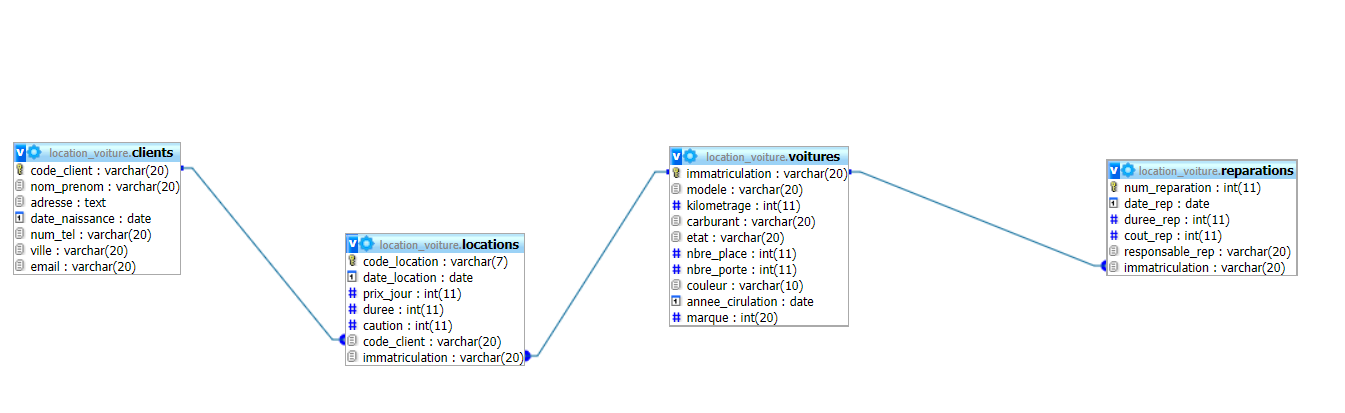 location_voiture.clients
code_client : varchar(20)
nom_prenom : varchar(20)
adresse : text
date_naissance : date
num_tel : varchar(20)
ville : varchar(20)
email : varchar(20)
location_voiture.locations
code_location : varchar(7)
date_location : date
prix_jour : int(11)
duree : int(11)
caution : int(11)
code_client : varchar(20)
immatriculation : varchar(20)
location_voiture.voitures
immatriculation : varchar(20)
modele : varchar(20)
kilometrage : int(11)
carburant : varchar(20)
etat : varchar(20)
nbre_place : int(11)
nbre_porte : int(11)
couleur : varchar(10)
annee_cirulation : date
marque : int(20)
location_voiture.reparations
num_reparation : int(11)
date_rep : date
duree_rep : int(11)
cout_rep : int(11)
responsable_rep : varchar(20)
immatriculation : varchar(20)